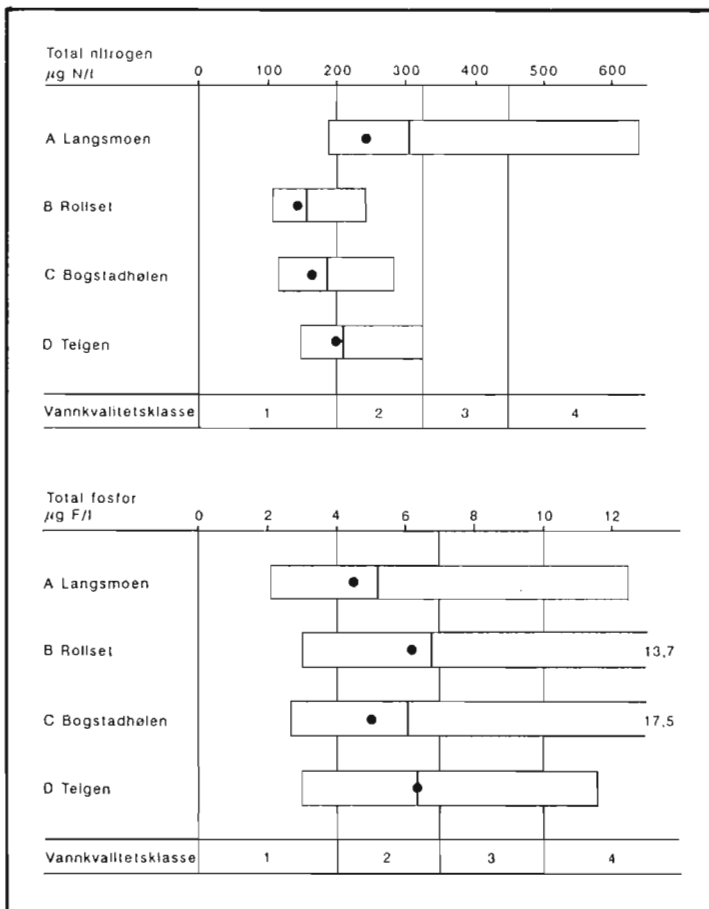 Total nitrogen
µg N/l 0 100 200 300 400 500 600
A Langsmoen
B Rollset
C Bogstadhølen
D Telgen
Vannkvalitetsklasse 1 2 3 4
Total fosfor
µg F/l 0 2 4 6 8 10 12
A Langsmoen
B Rollset 13,7
C Bogstadhølen 17,5
D Telgen
Vannkvalitetsklasse 1 2 3 4